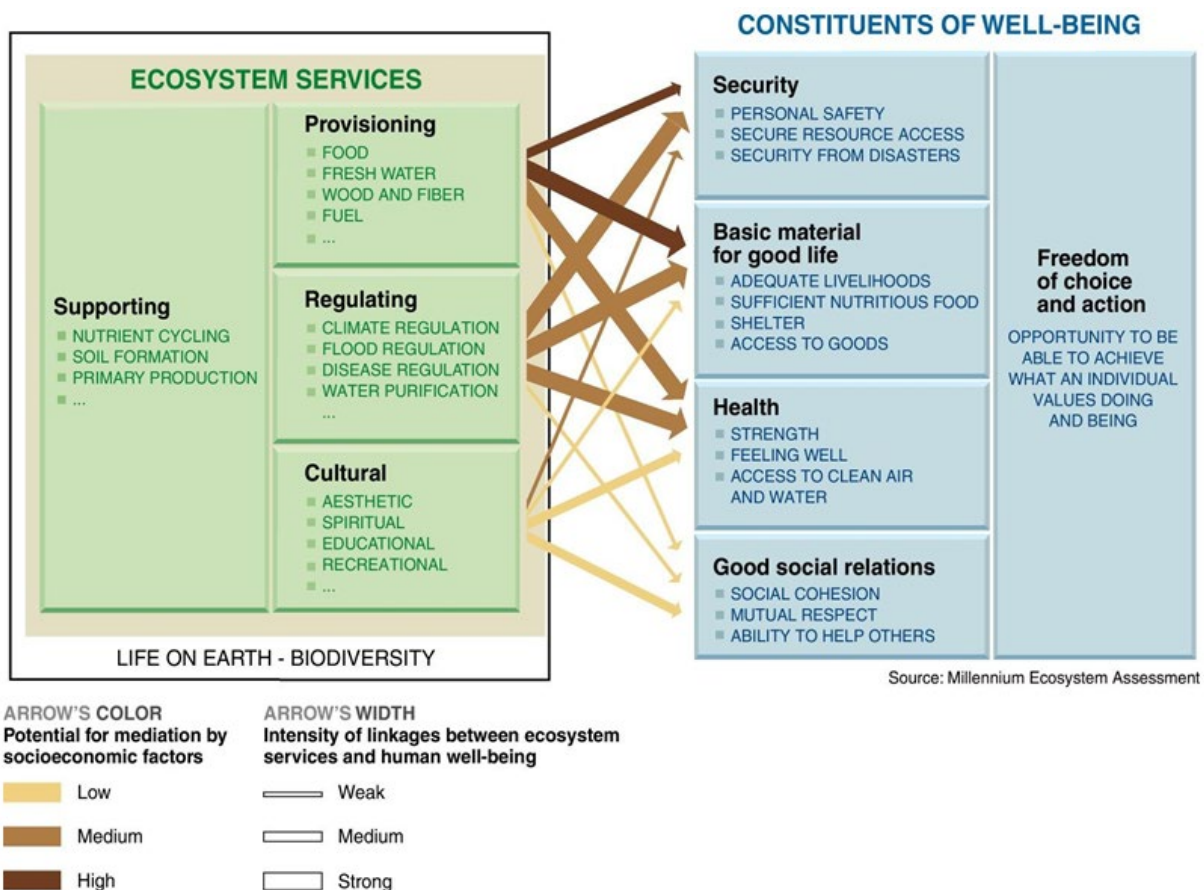 CONSTITUENTS OF WELL-BEING
ECOSYSTEM SERVICES
Supporting
NUTRIENT CYCLING
SOIL FORMATION
PRIMARY PRODUCTION
...
Provisioning
FOOD
FRESH WATER
WOOD AND FIBER
FUEL
...
Regulating
CLIMATE REGULATION
FLOOD REGULATION
DISEASE REGULATION
WATER PURIFICATION
...
Cultural
AESTHETIC
SPIRITUAL
EDUCATIONAL
RECREATIONAL
...
LIFE ON EARTH - BIODIVERSITY
Security
PERSONAL SAFETY
SECURE RESOURCE ACCESS
SECURITY FROM DISASTERS
Basic material
for good life
ADEQUATE LIVELIHOODS
SUFFICIENT NUTRITIOUS FOOD
SHELTER
ACCESS TO GOODS
Health
STRENGTH
FEELING WELL
ACCESS TO CLEAN AIR
AND WATER
Good social relations
SOCIAL COHESION
MUTUAL RESPECT
ABILITY TO HELP OTHERS
Freedom
of choice
and action
OPPORTUNITY TO BE
ABLE TO ACHIEVE
WHAT AN INDIVIDUAL
VALUES DOING
AND BEING
Source: Millennium Ecosystem Assessment
ARROW'S COLOR
Potential for mediation by
socioeconomic factors
Low
Medium
High
ARROW'S WIDTH
Intensity of linkages between ecosystem
services and human well-being
Weak
Medium
Strong